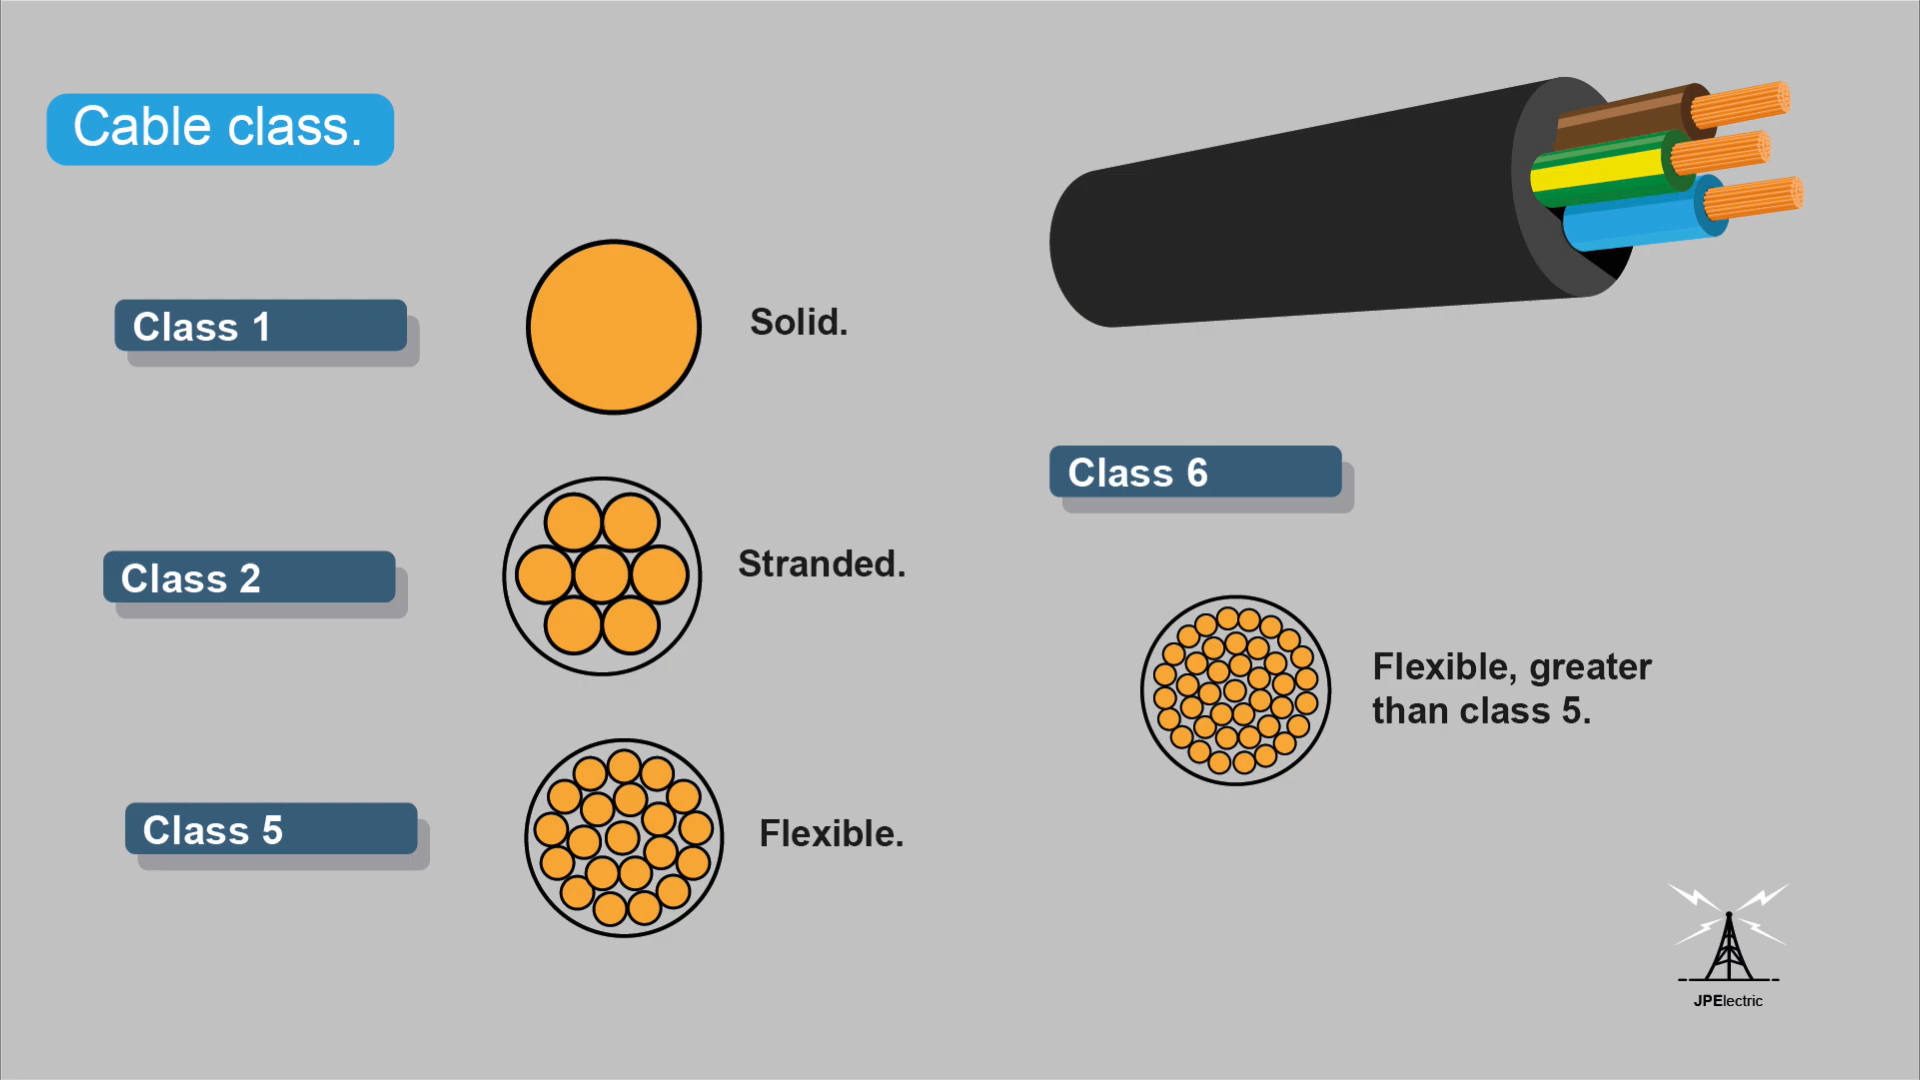 Cable class.
Class 1
Solid.
Class 2
Stranded.
Class 5
Flexible.
Class 6
Flexible, greater
than class 5.
JPElectric